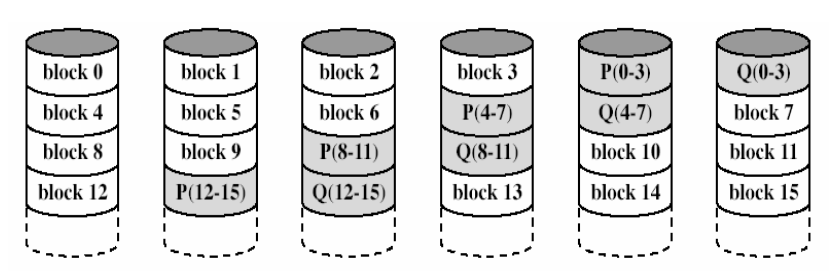 block 0 block 1 block 2 block 3 P(0-3) Q(0-3)
block 4 block 5 block 6 P(4-7) Q(4-7) block 7
block 8 block 9 P(8-11) Q(8-11) block 10 block 11
block 12 P(12-15) Q(12-15) block 13 block 14 block 15